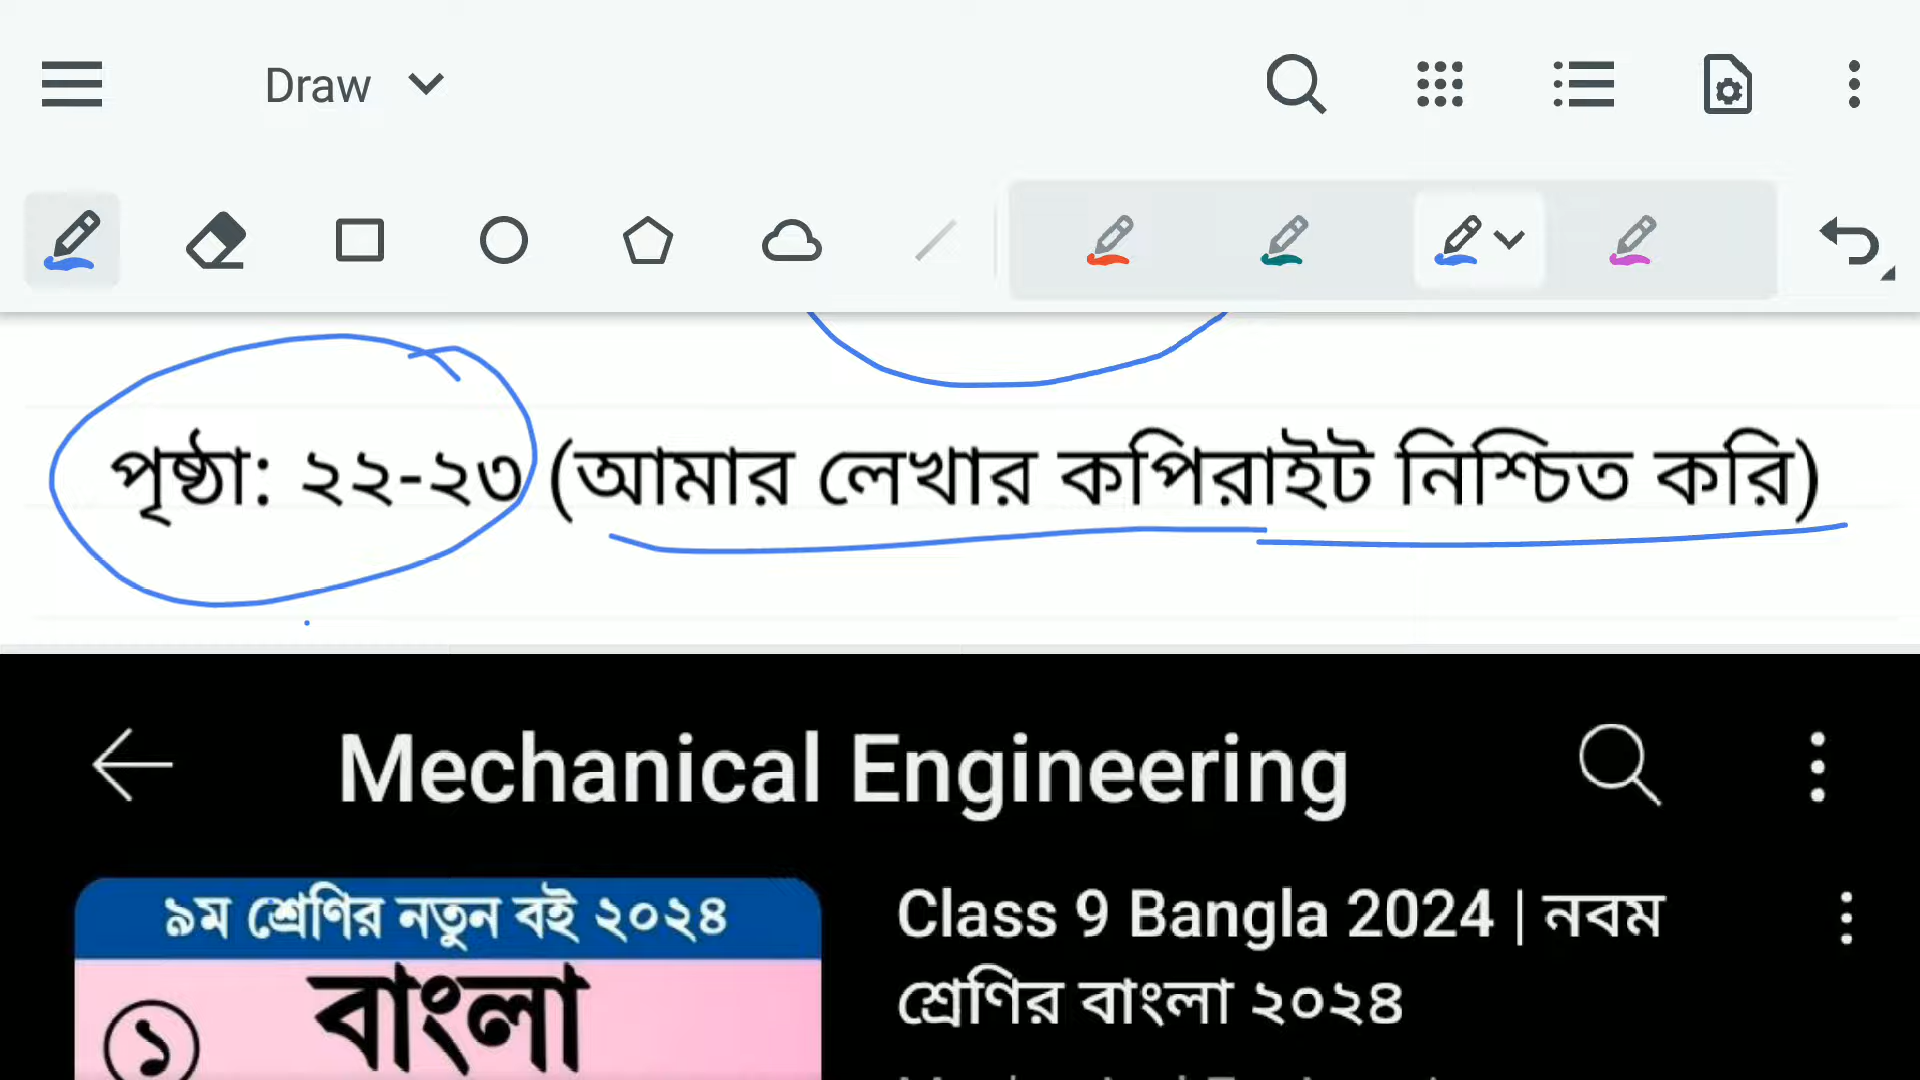 Draw
পৃষ্ঠা: ২২-২৩ (আমার লেখার কপিরাইট নিশ্চিত করি)
Mechanical Engineering
৯ম শ্রেণির নতুন বই ২০২৪
১
বাংলা
Class 9 Bangla 2024 | নবম
শ্রেণির বাংলা ২০২৪